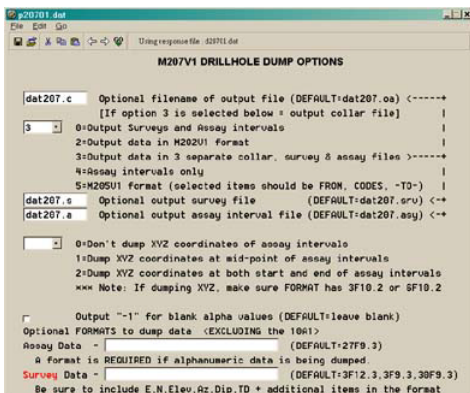 p20701.dat
File Edit Go
Using response file : d20701.dat
M207V1 DRILLHOLE DUMP OPTIONS
dat207.c Optional filename of output file (DEFAULT=dat207.oa) <-----+
[If option 3 is selected below = output collar file] |
3 0=Output Surveys and Assay intervals |
2=Output data in M202V1 format |
3=Output data in 3 separate collar, survey & assay files >-----+
4=Assay intervals only |
5=M205V1 format (selected items should be FROM, CODES, -TO-) |
dat207.s Optional output survey file (DEFAULT=dat207.srv) <-+
dat207.a Optional output assay interval file (DEFAULT=dat207.asy) <-+
0=Don't dump XYZ coordinates of assay intervals
1=Dump XYZ coordinates at mid-point of assay intervals
2=Dump XYZ coordinates at both start and end of assay intervals
*** Note: If dumping XYZ, make sure FORMAT has 3F10.2 or 6F10.2
Output "-1" for blank alpha values (DEFAULT=leave blank)
Optional FORMATS to dump data <EXCLUDING the 10A1>
Assay Data - (DEFAULT=27F9.3)
A format is REQUIRED if alphanumeric data is being dumped.
Survey Data - (DEFAULT=3F12.3,3F9.3,30F9.3)
Be sure to include E,N,Elev,Az,Dip,TD + additional items in the format